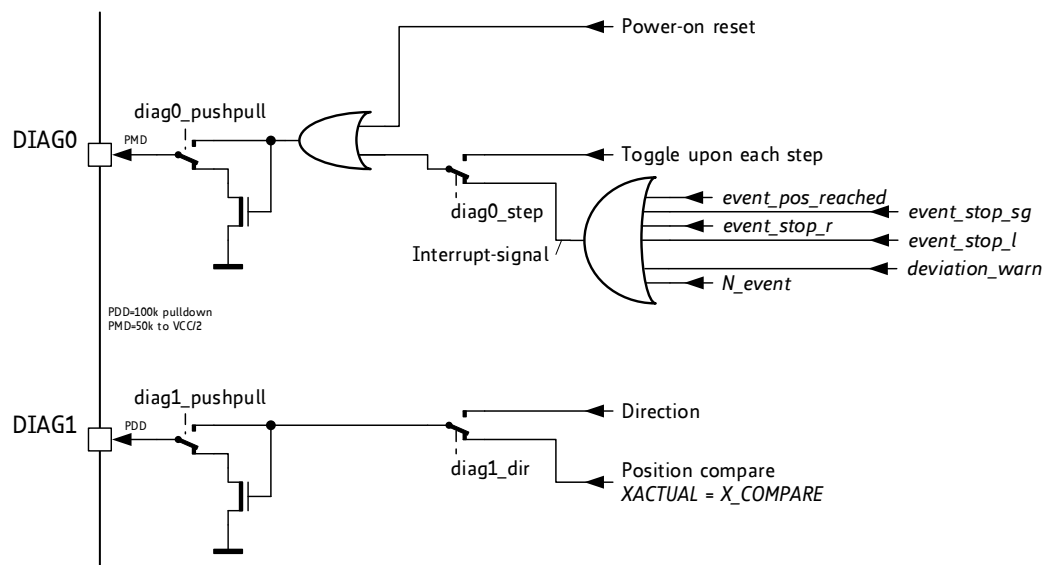 Power-on reset
diag0_pushpull
DIAG0
PMD
Toggle upon each step
diag0_step
event_pos_reached
event_stop_sg
event_stop_r
event_stop_l
Interrupt-signal
deviation_warn
N_event
PDD=100k pulldown
PMD=50k to VCC/2
diag1_pushpull
DIAG1
PDD
Direction
diag1_dir
Position compare
XACTUAL = X_COMPARE